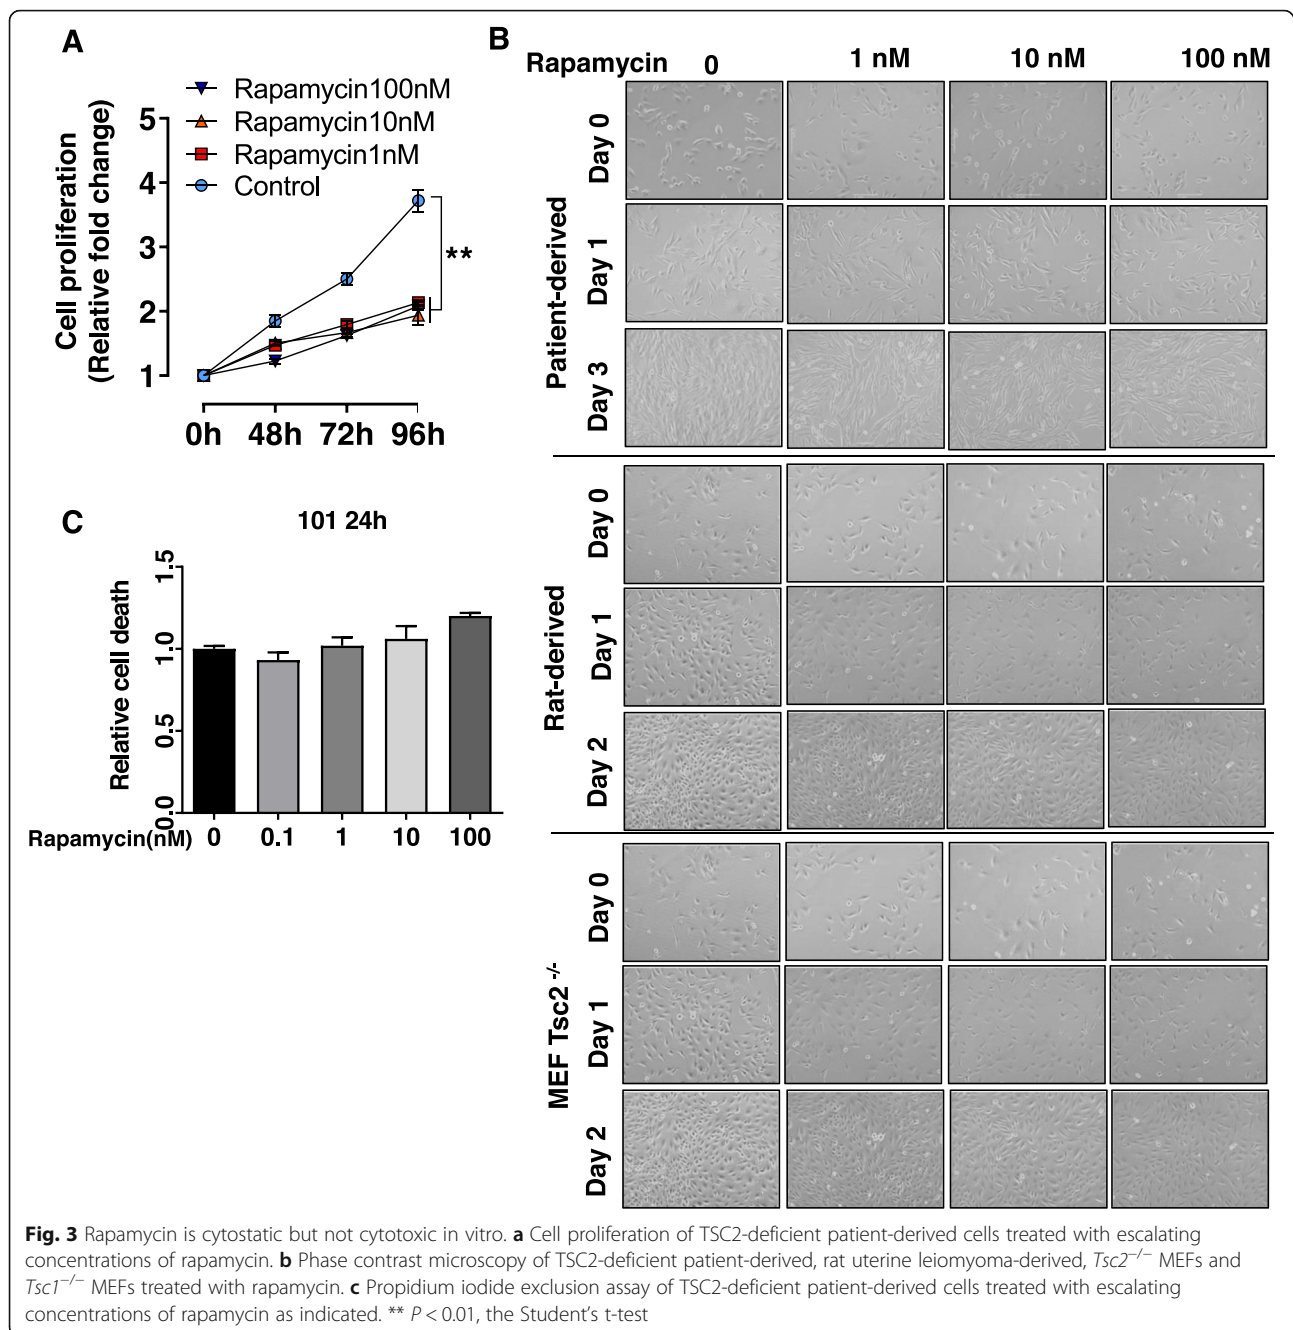 A
Rapamycin100nM
Rapamycin10nM
Rapamycin1nM
Control
Cell proliferation
(Relative fold change)
5
4
3
2
1
**
0h 48h 72h 96h
B
Rapamycin 0 1 nM 10 nM 100 nM
Patient-derived
Day 0
Day 1
Day 3
Rat-derived
Day 0
Day 1
Day 2
MEF Tsc2 -/-
Day 0
Day 1
Day 2
C
101 24h
Relative cell death
1.5
1.0
0.5
0.0
Rapamycin(nM) 0 0.1 1 10 100
Fig. 3 Rapamycin is cytostatic but not cytotoxic in vitro. a Cell proliferation of TSC2-deficient patient-derived cells treated with escalating
concentrations of rapamycin. b Phase contrast microscopy of TSC2-deficient patient-derived, rat uterine leiomyoma-derived, Tsc2−/− MEFs and
Tsc1−/− MEFs treated with rapamycin. c Propidium iodide exclusion assay of TSC2-deficient patient-derived cells treated with escalating
concentrations of rapamycin as indicated. ** P < 0.01, the Student’s t-test